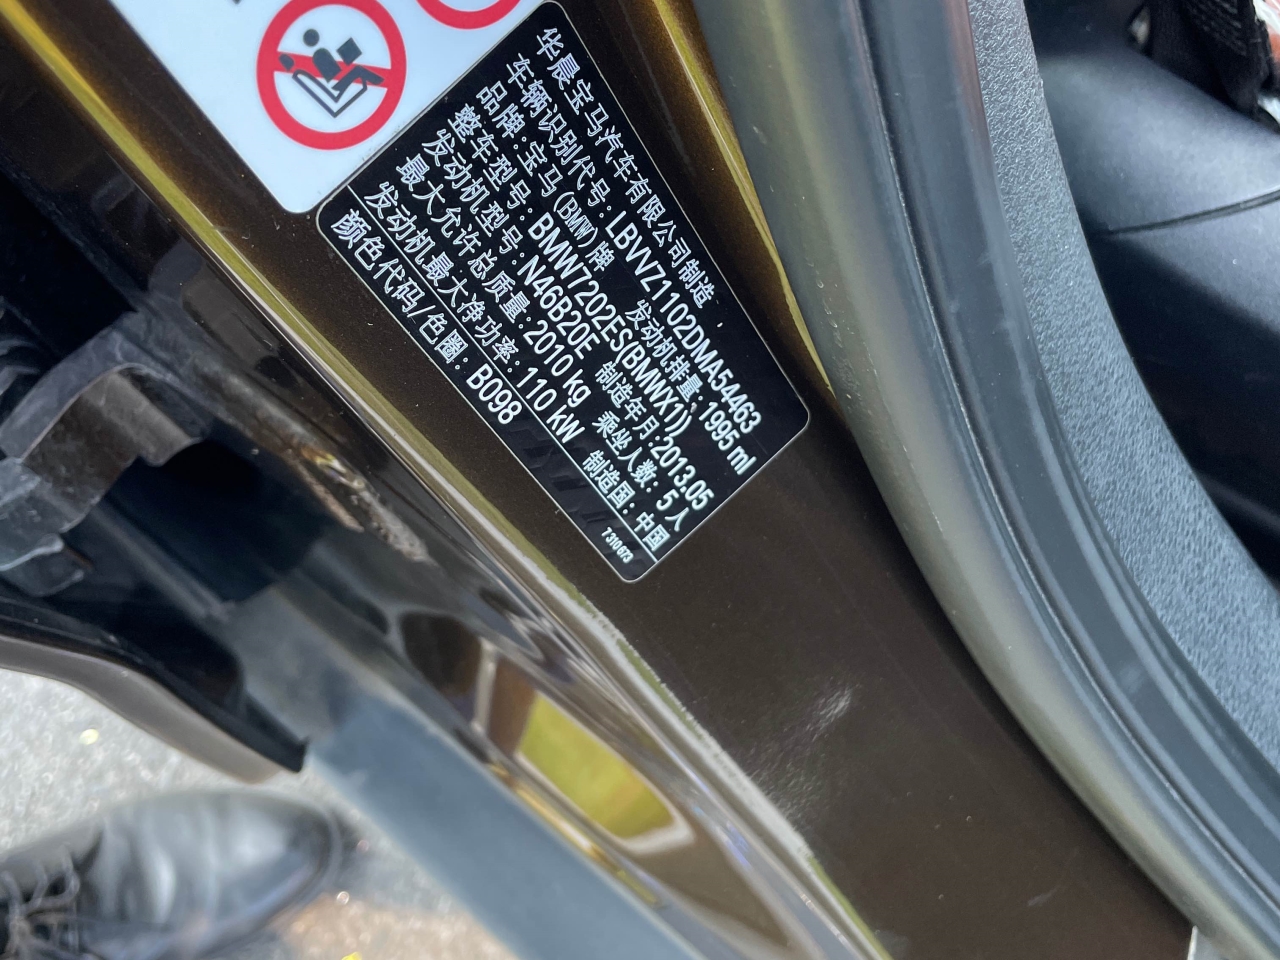 华晨宝马汽车有限公司制造
车辆识别代号: LBVVZ1102DMA54463
品牌: 宝马(BMW)牌 发动机排量: 1995 ml
整车型号: BMW7202ES(BMWX1))
发动机型号: N46B20E 制造年月: 2013.05
最大允许总质量: 2010 kg 乘坐人数: 5 人
发动机最大净功率: 110 kW 制造国: 中国
颜色代码/色圈: B098
7310673